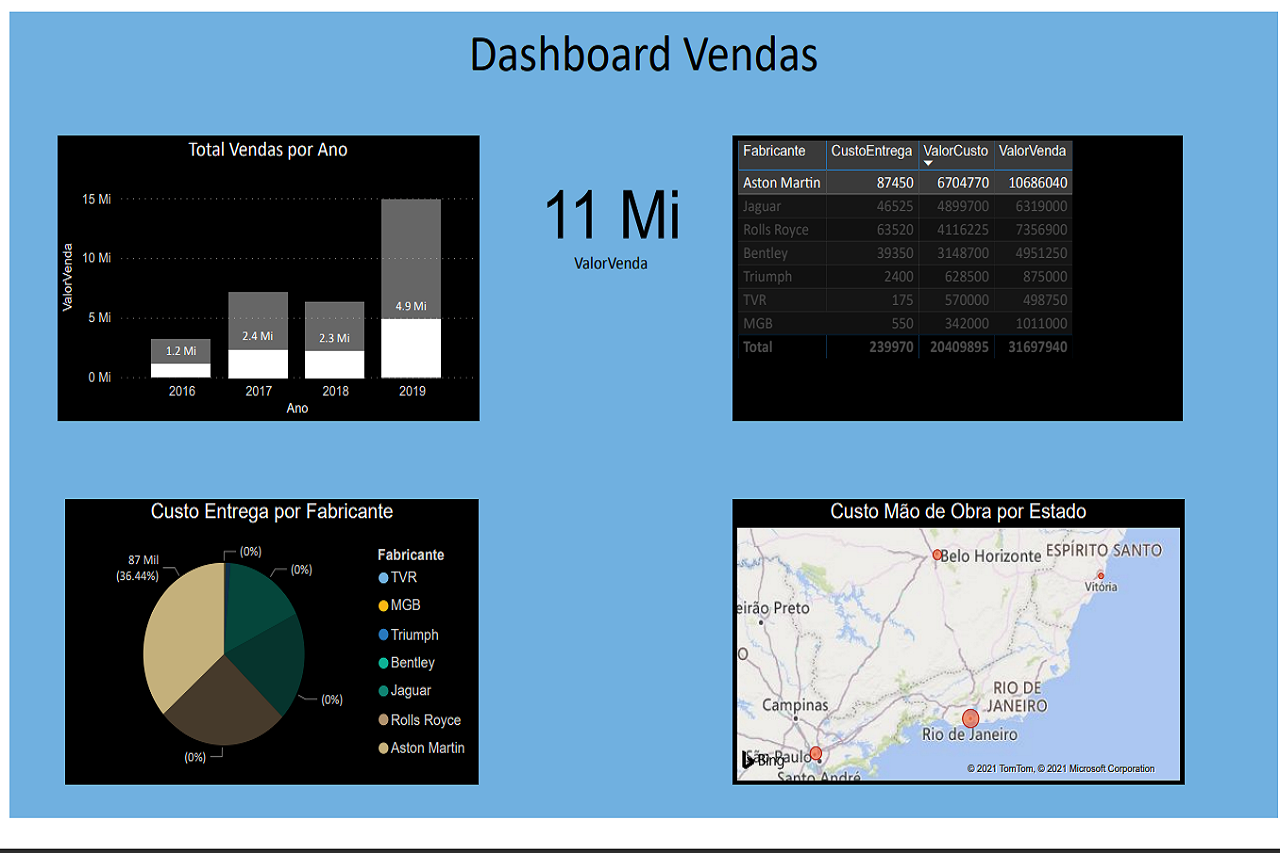 Dashboard Vendas
Total Vendas por Ano
ValorVenda
15 Mi
10 Mi
5 Mi
0 Mi
1.2 Mi
2.4 Mi
2.3 Mi
4.9 Mi
2016 2017 2018 2019
Ano
11 Mi
ValorVenda
Fabricante CustoEntrega ValorCusto ValorVenda
Aston Martin 87450 6704770 10686040
Jaguar 46525 4899700 6319000
Rolls Royce 63520 4116225 7356900
Bentley 39350 3148700 4951250
Triumph 2400 628500 875000
TVR 175 570000 498750
MGB 550 342000 1011000
Total 239970 20409895 31697940
Custo Entrega por Fabricante
87 Mil
(36.44%)
(0%)
(0%)
(0%)
(0%)
Fabricante
TVR
MGB
Triumph
Bentley
Jaguar
Rolls Royce
Aston Martin
Custo Mão de Obra por Estado
Belo Horizonte
ESPÍRITO SANTO
Vitória
eirão Preto
O
RIO DE
JANEIRO
Campinas
Rio de Janeiro
São Paulo
Bing
Santo André
© 2021 TomTom, © 2021 Microsoft Corporation